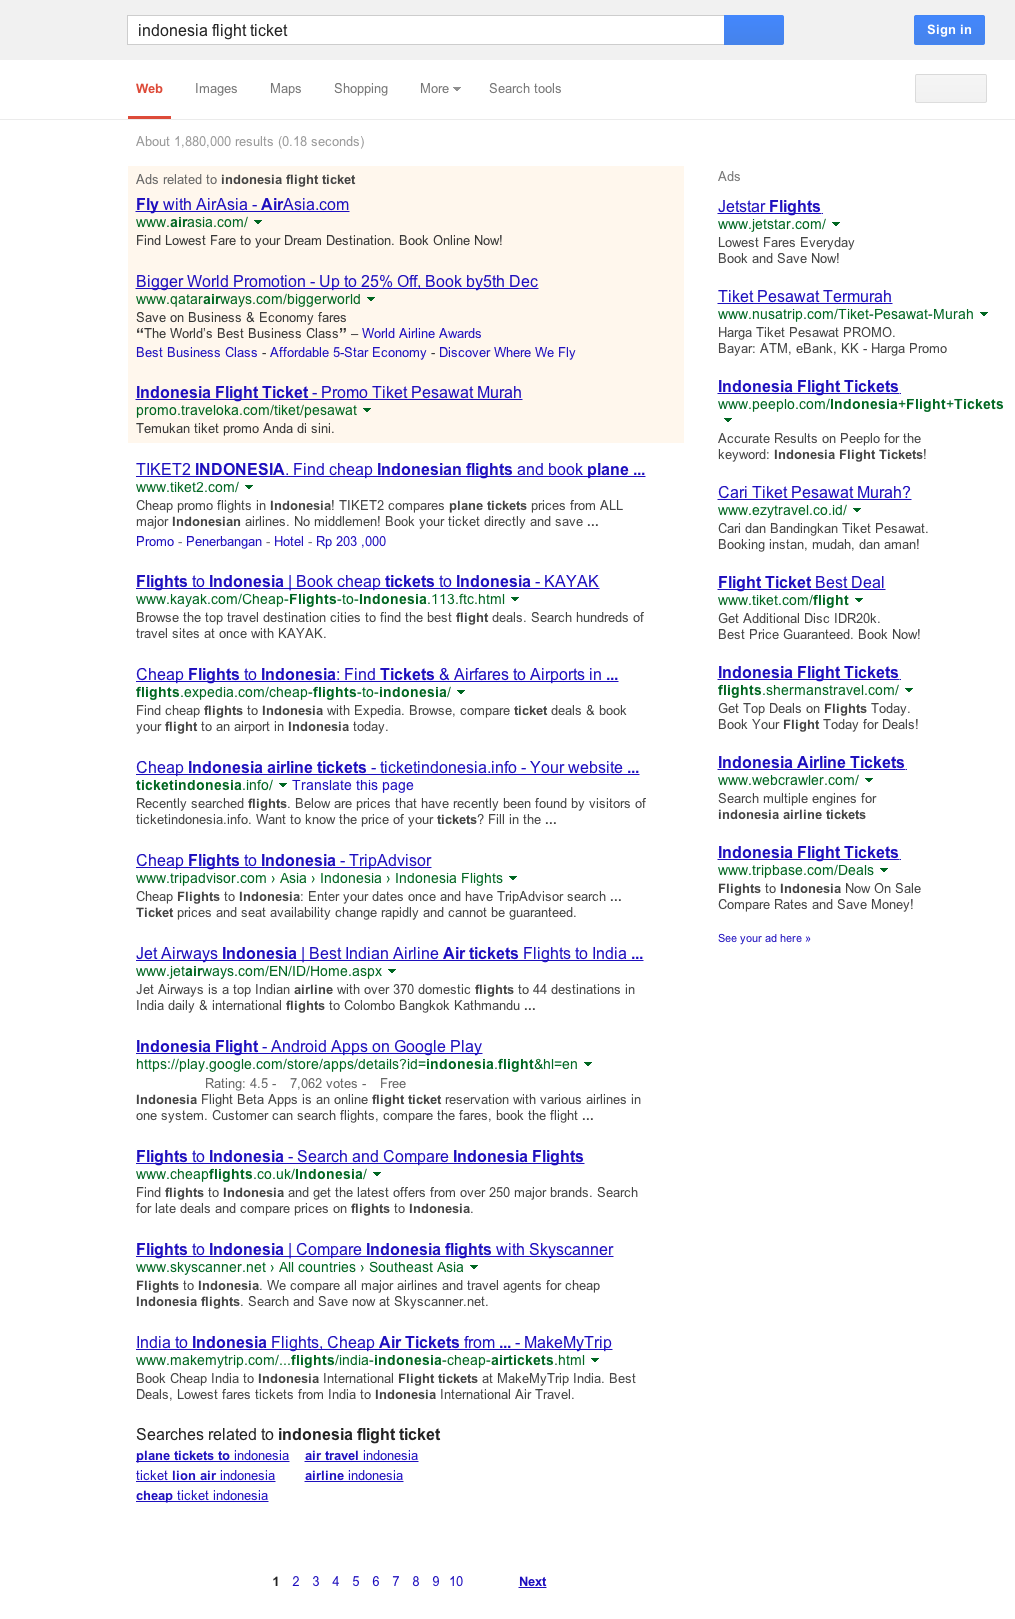 indonesia flight ticket
Sign in
Web Images Maps Shopping More Search tools
About 1,880,000 results (0.18 seconds)
Ads related to indonesia flight ticket
Fly with AirAsia - AirAsia.com
www.airasia.com/
Find Lowest Fare to your Dream Destination. Book Online Now!
Bigger World Promotion - Up to 25% Off, Book by5th Dec
www.qatarairways.com/biggerworld
Save on Business & Economy fares
“The World's Best Business Class” – World Airline Awards
Best Business Class - Affordable 5-Star Economy - Discover Where We Fly
Indonesia Flight Ticket - Promo Tiket Pesawat Murah
promo.traveloka.com/tiket/pesawat
Temukan tiket promo Anda di sini.
TIKET2 INDONESIA. Find cheap Indonesian flights and book plane ...
www.tiket2.com/
Cheap promo flights in Indonesia! TIKET2 compares plane tickets prices from ALL
major Indonesian airlines. No middlemen! Book your ticket directly and save ...
Promo - Penerbangan - Hotel - Rp 203 ,000
Flights to Indonesia | Book cheap tickets to Indonesia - KAYAK
www.kayak.com/Cheap-Flights-to-Indonesia.113.ftc.html
Browse the top travel destination cities to find the best flight deals. Search hundreds of
travel sites at once with KAYAK.
Cheap Flights to Indonesia: Find Tickets & Airfares to Airports in ...
flights.expedia.com/cheap-flights-to-indonesia/
Find cheap flights to Indonesia with Expedia. Browse, compare ticket deals & book
your flight to an airport in Indonesia today.
Cheap Indonesia airline tickets - ticketindonesia.info - Your website ...
ticketindonesia.info/ Translate this page
Recently searched flights. Below are prices that have recently been found by visitors of
ticketindonesia.info. Want to know the price of your tickets? Fill in the ...
Cheap Flights to Indonesia - TripAdvisor
www.tripadvisor.com › Asia › Indonesia › Indonesia Flights
Cheap Flights to Indonesia: Enter your dates once and have TripAdvisor search ...
Ticket prices and seat availability change rapidly and cannot be guaranteed.
Jet Airways Indonesia | Best Indian Airline Air tickets Flights to India ...
www.jetairways.com/EN/ID/Home.aspx
Jet Airways is a top Indian airline with over 370 domestic flights to 44 destinations in
India daily & international flights to Colombo Bangkok Kathmandu ...
Indonesia Flight - Android Apps on Google Play
https://play.google.com/store/apps/details?id=indonesia.flight&hl=en
Rating: 4.5 - 7,062 votes - Free
Indonesia Flight Beta Apps is an online flight ticket reservation with various airlines in
one system. Customer can search flights, compare the fares, book the flight ...
Flights to Indonesia - Search and Compare Indonesia Flights
www.cheapflights.co.uk/Indonesia/
Find flights to Indonesia and get the latest offers from over 250 major brands. Search
for late deals and compare prices on flights to Indonesia.
Flights to Indonesia | Compare Indonesia flights with Skyscanner
www.skyscanner.net › All countries › Southeast Asia
Flights to Indonesia. We compare all major airlines and travel agents for cheap
Indonesia flights. Search and Save now at Skyscanner.net.
India to Indonesia Flights, Cheap Air Tickets from ... - MakeMyTrip
www.makemytrip.com/...flights/india-indonesia-cheap-airtickets.html
Book Cheap India to Indonesia International Flight tickets at MakeMyTrip India. Best
Deals, Lowest fares tickets from India to Indonesia International Air Travel.
Searches related to indonesia flight ticket
plane tickets to indonesia air travel indonesia
ticket lion air indonesia airline indonesia
cheap ticket indonesia
1 2 3 4 5 6 7 8 9 10 Next
Ads
Jetstar Flights
www.jetstar.com/
Lowest Fares Everyday
Book and Save Now!
Tiket Pesawat Termurah
www.nusatrip.com/Tiket-Pesawat-Murah
Harga Tiket Pesawat PROMO.
Bayar: ATM, eBank, KK - Harga Promo
Indonesia Flight Tickets
www.peeplo.com/Indonesia+Flight+Tickets
Accurate Results on Peeplo for the
keyword: Indonesia Flight Tickets!
Cari Tiket Pesawat Murah?
www.ezytravel.co.id/
Cari dan Bandingkan Tiket Pesawat.
Booking instan, mudah, dan aman!
Flight Ticket Best Deal
www.tiket.com/flight
Get Additional Disc IDR20k.
Best Price Guaranteed. Book Now!
Indonesia Flight Tickets
flights.shermanstravel.com/
Get Top Deals on Flights Today.
Book Your Flight Today for Deals!
Indonesia Airline Tickets
www.webcrawler.com/
Search multiple engines for
indonesia airline tickets
Indonesia Flight Tickets
www.tripbase.com/Deals
Flights to Indonesia Now On Sale
Compare Rates and Save Money!
See your ad here »